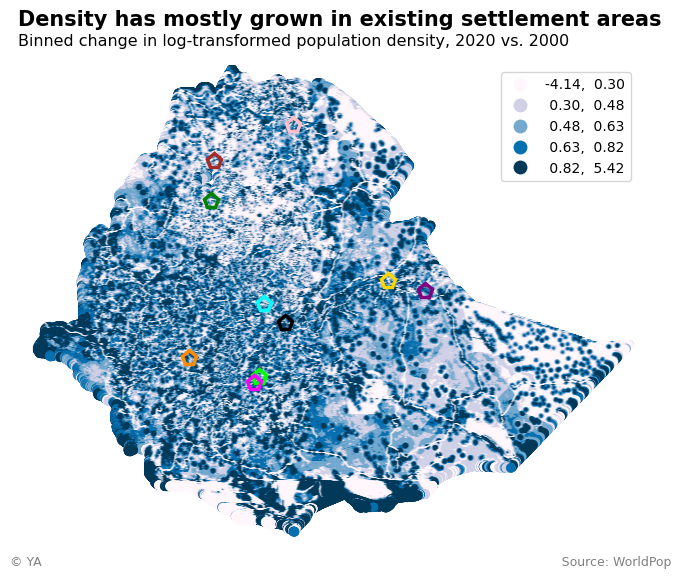 Density has mostly grown in existing settlement areas
Binned change in log-transformed population density, 2020 vs. 2000
-4.14, 0.30
0.30, 0.48
0.48, 0.63
0.63, 0.82
0.82, 5.42
© YA
Source: WorldPop